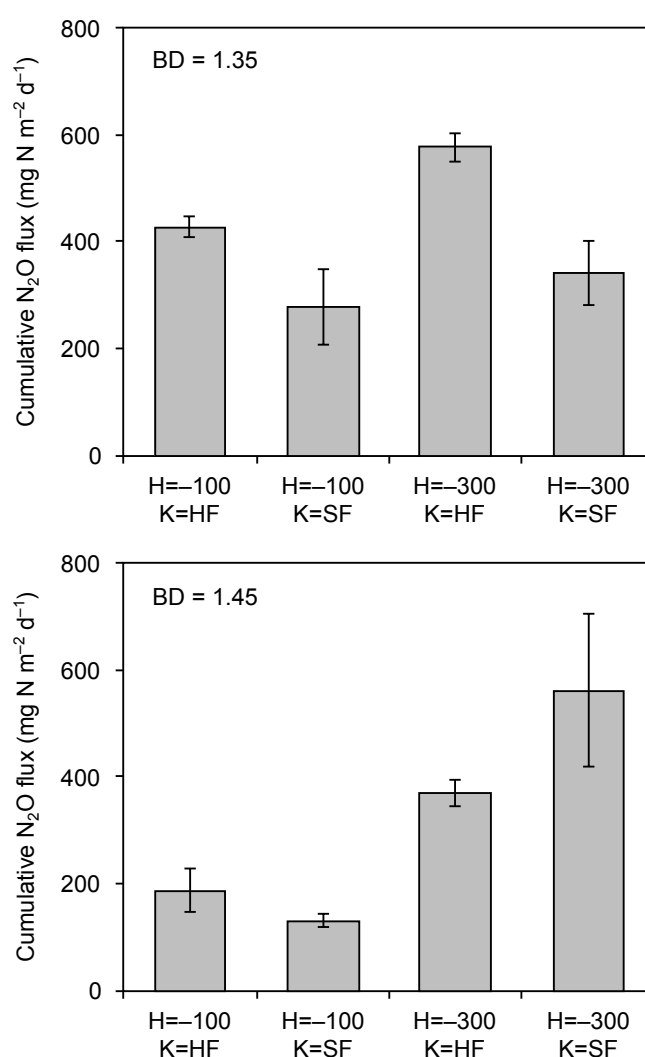 Cumulative N₂O flux (mg N m⁻² d⁻¹)
800
600
400
200
0
BD = 1.35
H=–100 H=–100 H=–300 H=–300
K=HF K=SF K=HF K=SF
Cumulative N₂O flux (mg N m⁻² d⁻¹)
800
600
400
200
0
BD = 1.45
H=–100 H=–100 H=–300 H=–300
K=HF K=SF K=HF K=SF